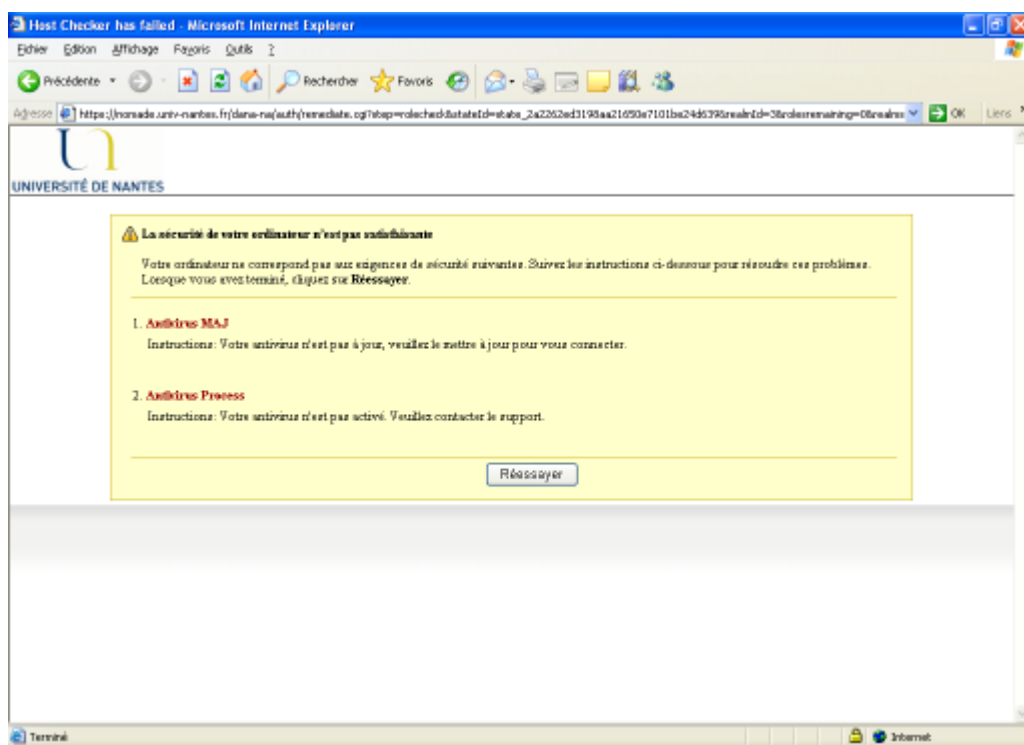 Host Checker has failed - Microsoft Internet Explorer
Fichier Edition Affichage Favoris Outils ?
Précédente Rechercher Favoris
Adresse OK Liens
UNIVERSITÉ DE NANTES
La sécurité de votre ordinateur n'est pas satisfaisante
Votre ordinateur ne correspond pas aux exigences de sécurité suivantes. Suivez les instructions ci-dessous pour résoudre ces problèmes.
Lorsque vous avez terminé, cliquez sur Réessayer.
1. Antivirus MAJ
Instructions: Votre antivirus n'est pas à jour, veuillez le mettre à jour pour vous connecter.
2. Antivirus Process
Instructions: Votre antivirus n'est pas activé. Veuillez contacter le support.
Réessayer
Terminé Internet